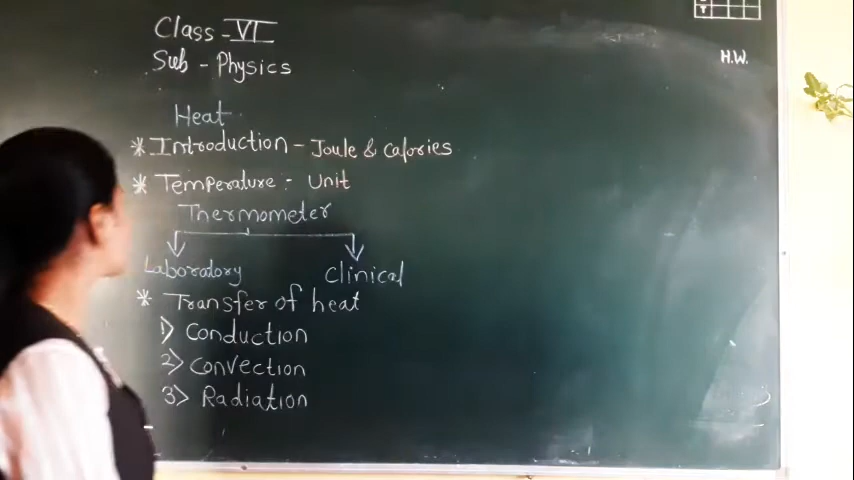 Class - VI
Sub - Physics
H.W.
Heat
* Introduction - Joule & Calories
* Temperature :- Unit
Thermometer
Laboratory Clinical
* Transfer of heat
1> Conduction
2> Convection
3> Radiation